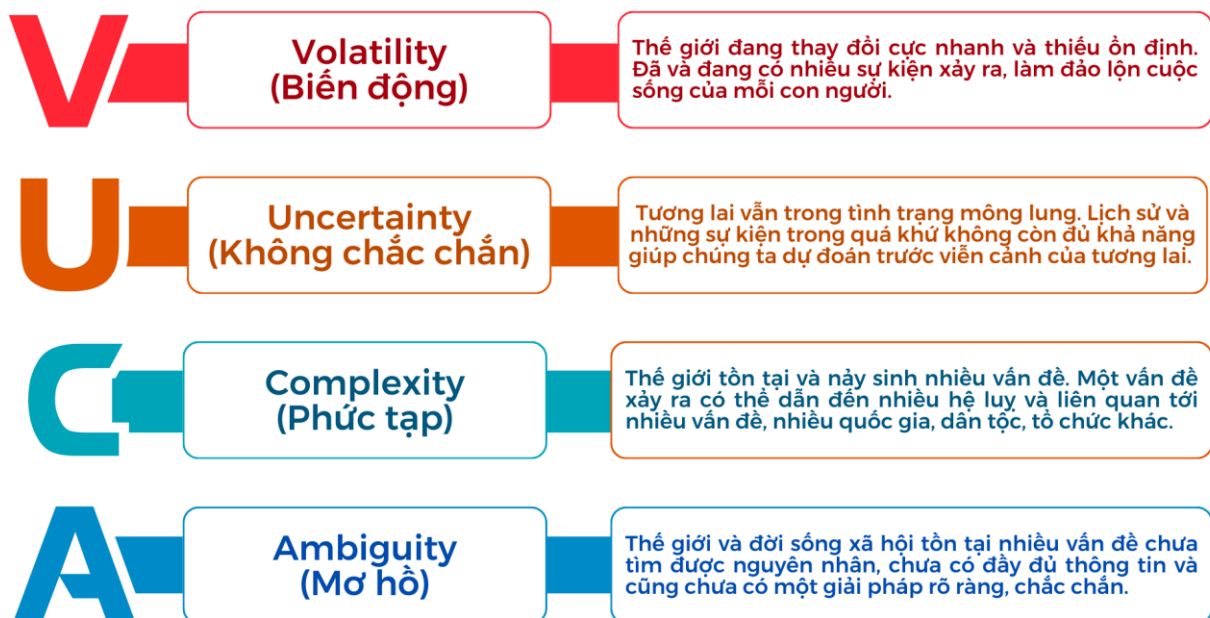 V
Volatility
(Biến động)
Thế giới đang thay đổi cực nhanh và thiếu ổn định.
Đã và đang có nhiều sự kiện xảy ra, làm đảo lộn cuộc
sống của mỗi con người.
U
Uncertainty
(Không chắc chắn)
Tương lai vẫn trong tình trạng mông lung. Lịch sử và
những sự kiện trong quá khứ không còn đủ khả năng
giúp chúng ta dự đoán trước viễn cảnh của tương lai.
C
Complexity
(Phức tạp)
Thế giới tồn tại và nảy sinh nhiều vấn đề. Một vấn đề
xảy ra có thể dẫn đến nhiều hệ luỵ và liên quan tới
nhiều vấn đề, nhiều quốc gia, dân tộc, tổ chức khác.
A
Ambiguity
(Mơ hồ)
Thế giới và đời sống xã hội tồn tại nhiều vấn đề chưa
tìm được nguyên nhân, chưa có đầy đủ thông tin và
cũng chưa có một giải pháp rõ ràng, chắc chắn.